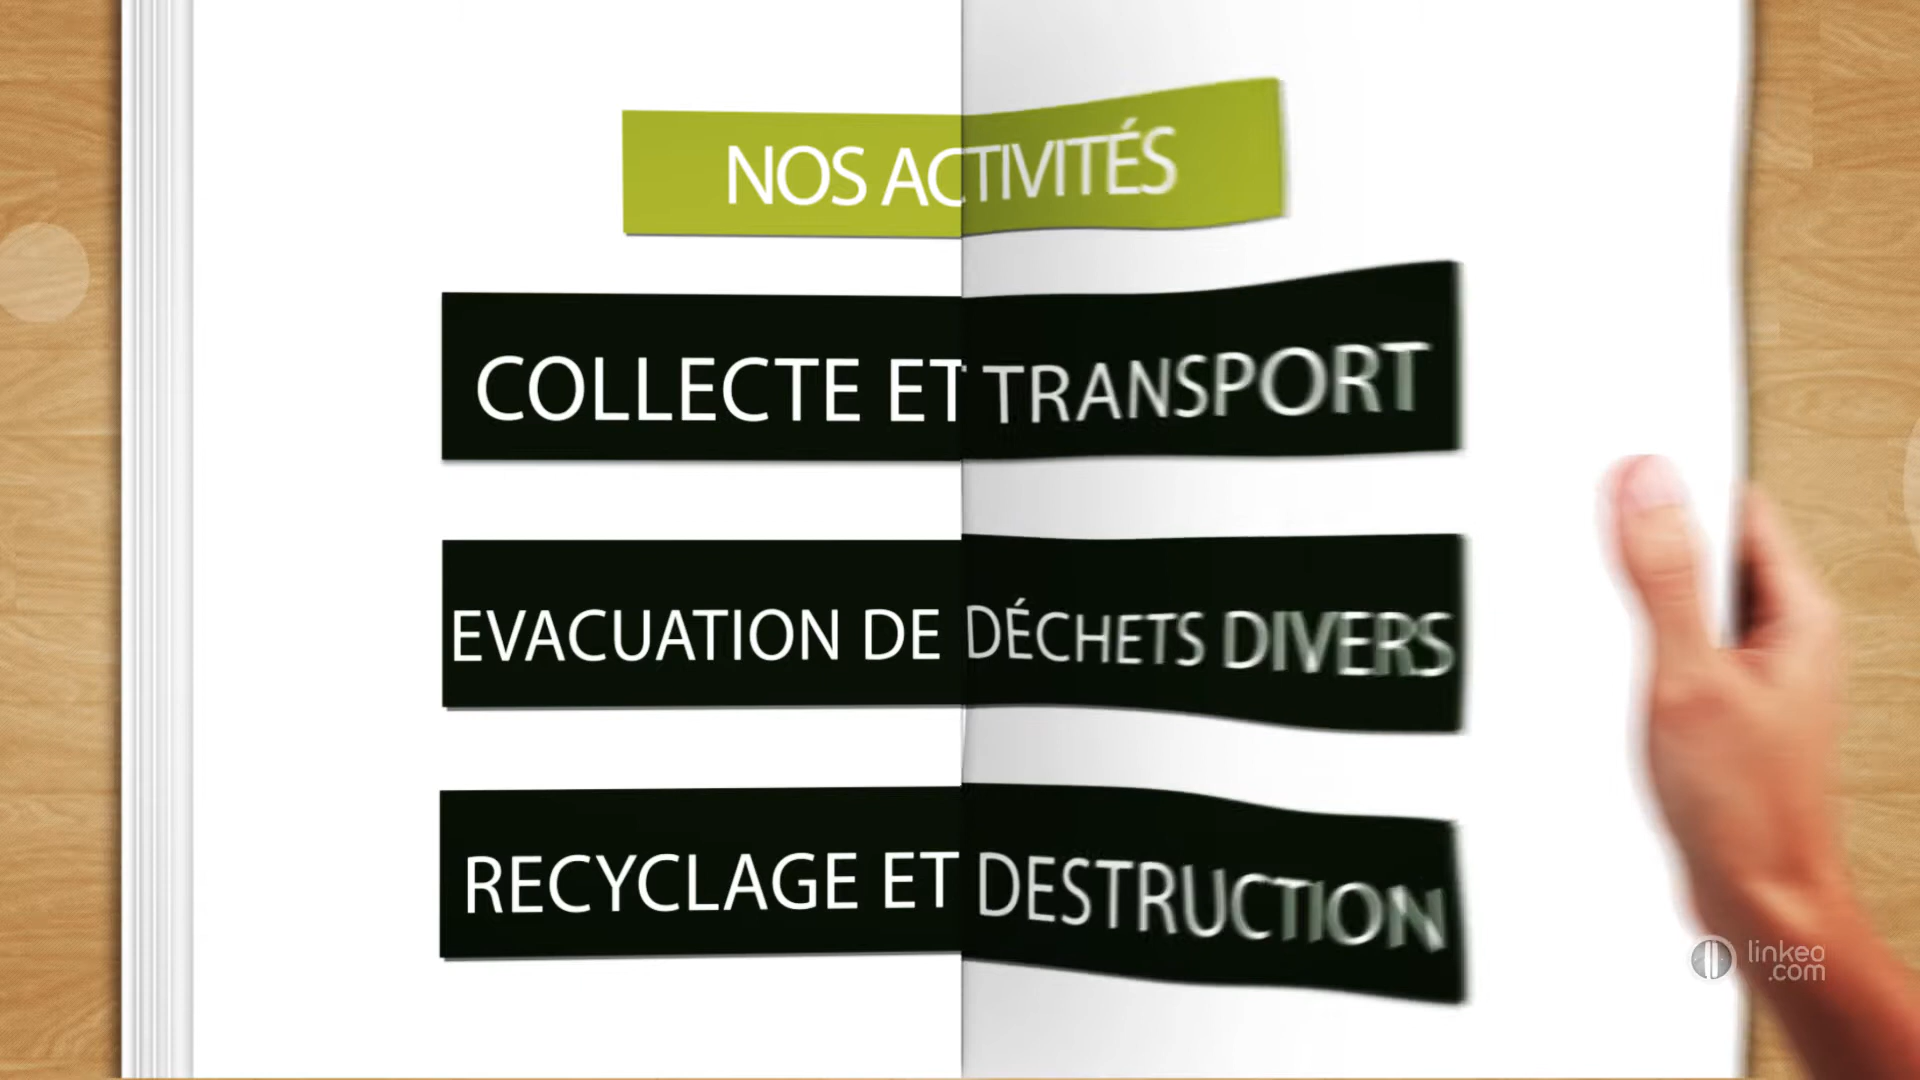 NOS ACTIVITÉS
COLLECTE ET TRANSPORT
EVACUATION DE DÉCHETS DIVERS
RECYCLAGE ET DESTRUCTION
linkeo
.com